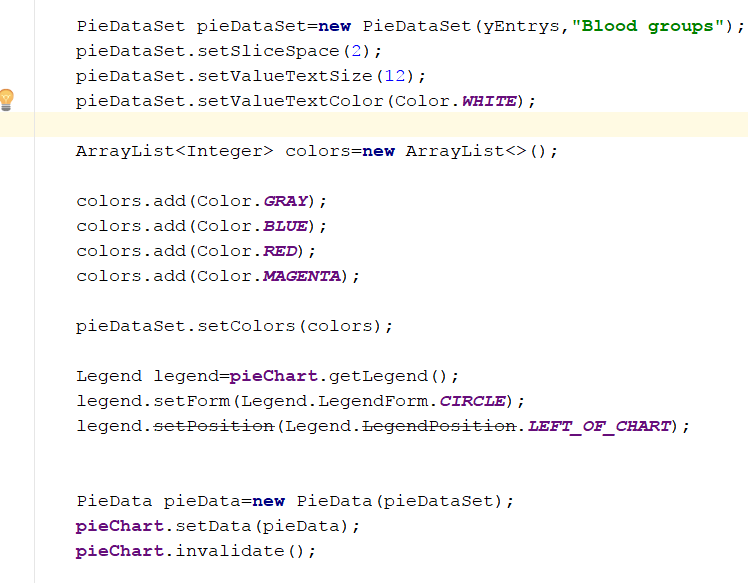 PieDataSet pieDataSet=new PieDataSet(yEntrys,"Blood groups");
pieDataSet.setSliceSpace(2);
pieDataSet.setValueTextSize(12);
pieDataSet.setValueTextColor(Color.WHITE);
ArrayList<Integer> colors=new ArrayList<>();
colors.add(Color.GRAY);
colors.add(Color.BLUE);
colors.add(Color.RED);
colors.add(Color.MAGENTA);
pieDataSet.setColors(colors);
Legend legend=pieChart.getLegend();
legend.setForm(Legend.LegendForm.CIRCLE);
legend.setPosition(Legend.LegendPosition.LEFT_OF_CHART);
PieData pieData=new PieData(pieDataSet);
pieChart.setData(pieData);
pieChart.invalidate();